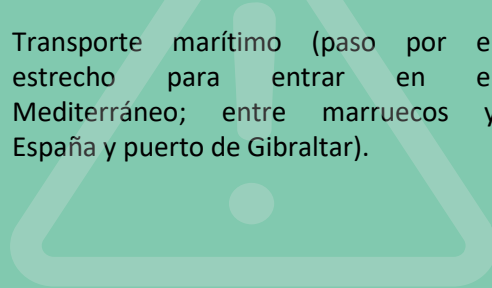 Transporte marítimo (paso por e
estrecho para entrar en e
Mediterráneo; entre marruecos y
España y puerto de Gibraltar).